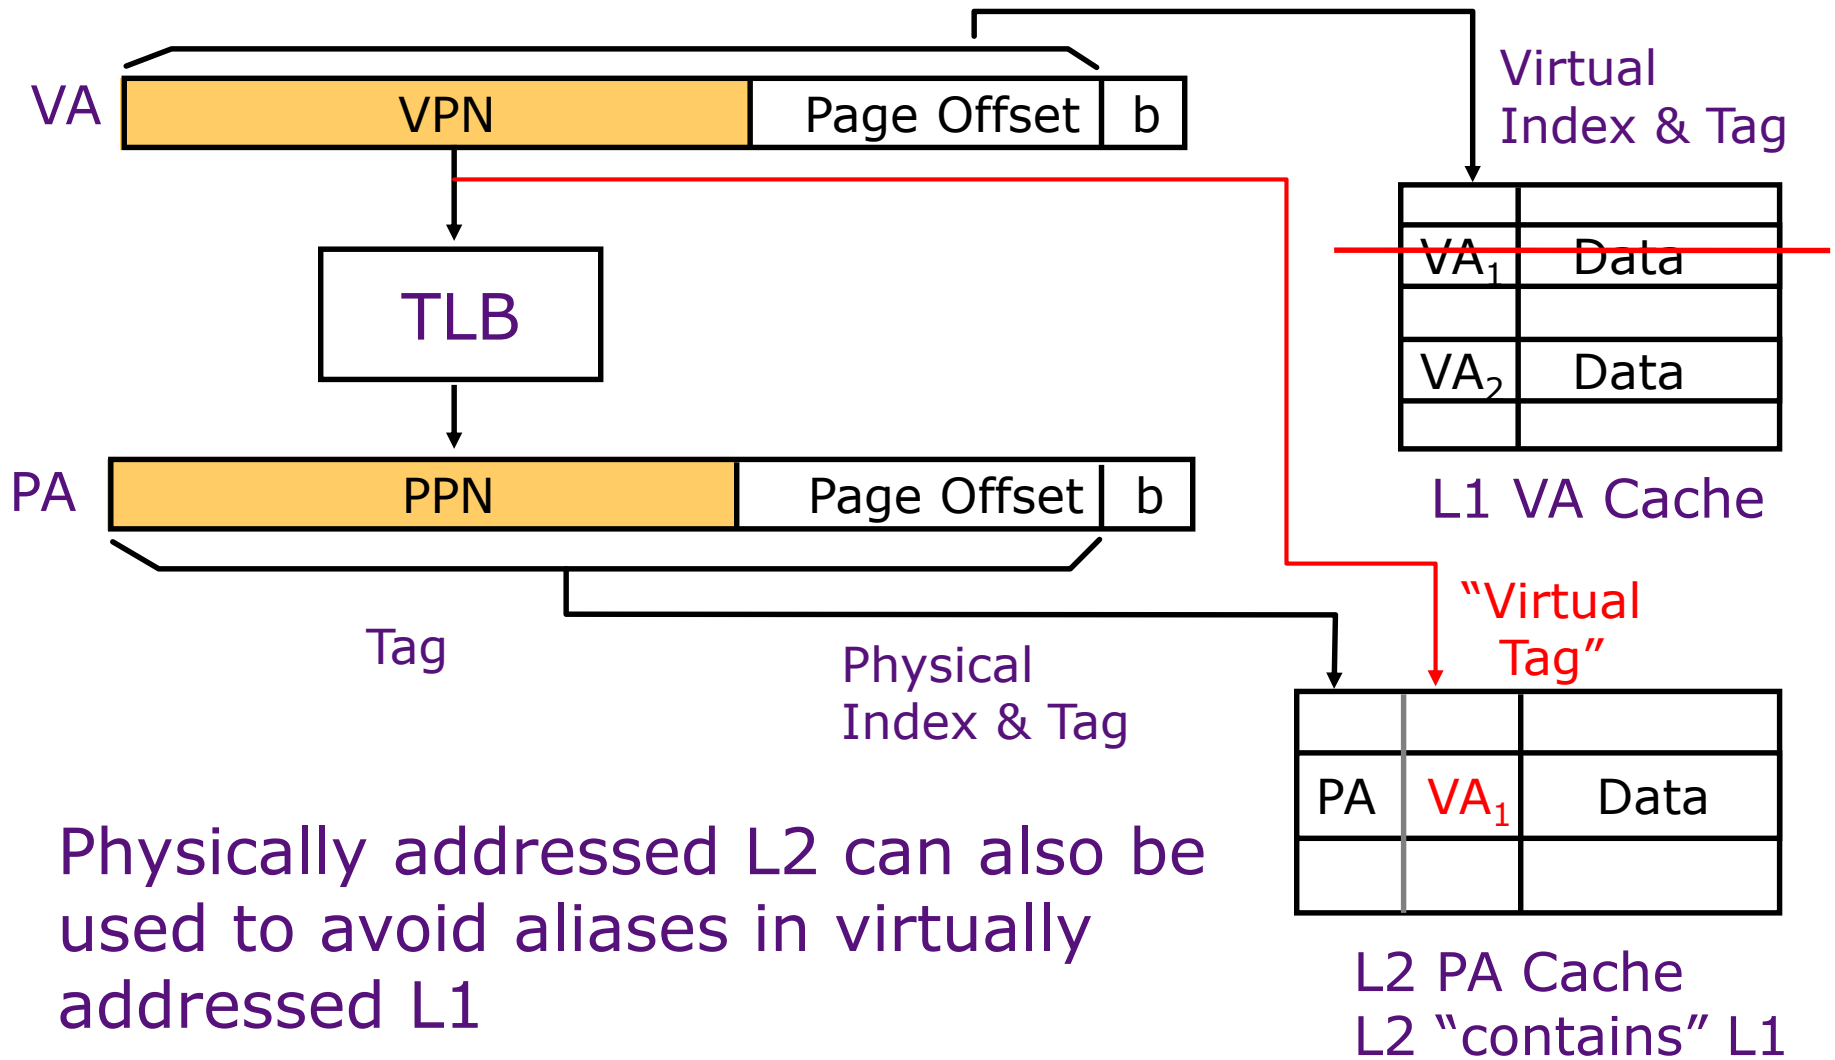 VA
VPN
Page Offset
b
Virtual
Index & Tag
VA1
Data
TLB
VA2
Data
PA
PPN
Page Offset
b
L1 VA Cache
Tag
Physical
Index & Tag
“Virtual
Tag”
PA
VA1
Data
Physically addressed L2 can also be
used to avoid aliases in virtually
addressed L1
L2 PA Cache
L2 “contains” L1